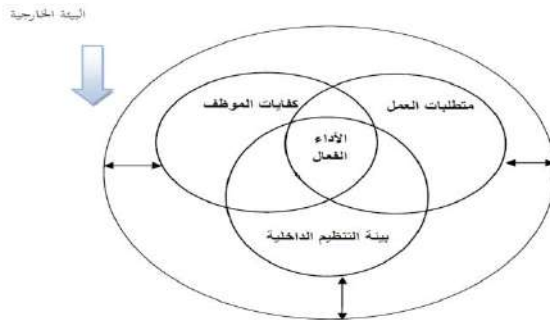 البيئة الخارجية
كفايات الموظف
متطلبات العمل
الأداء
الفعال
بيئة التنظيم الداخلية